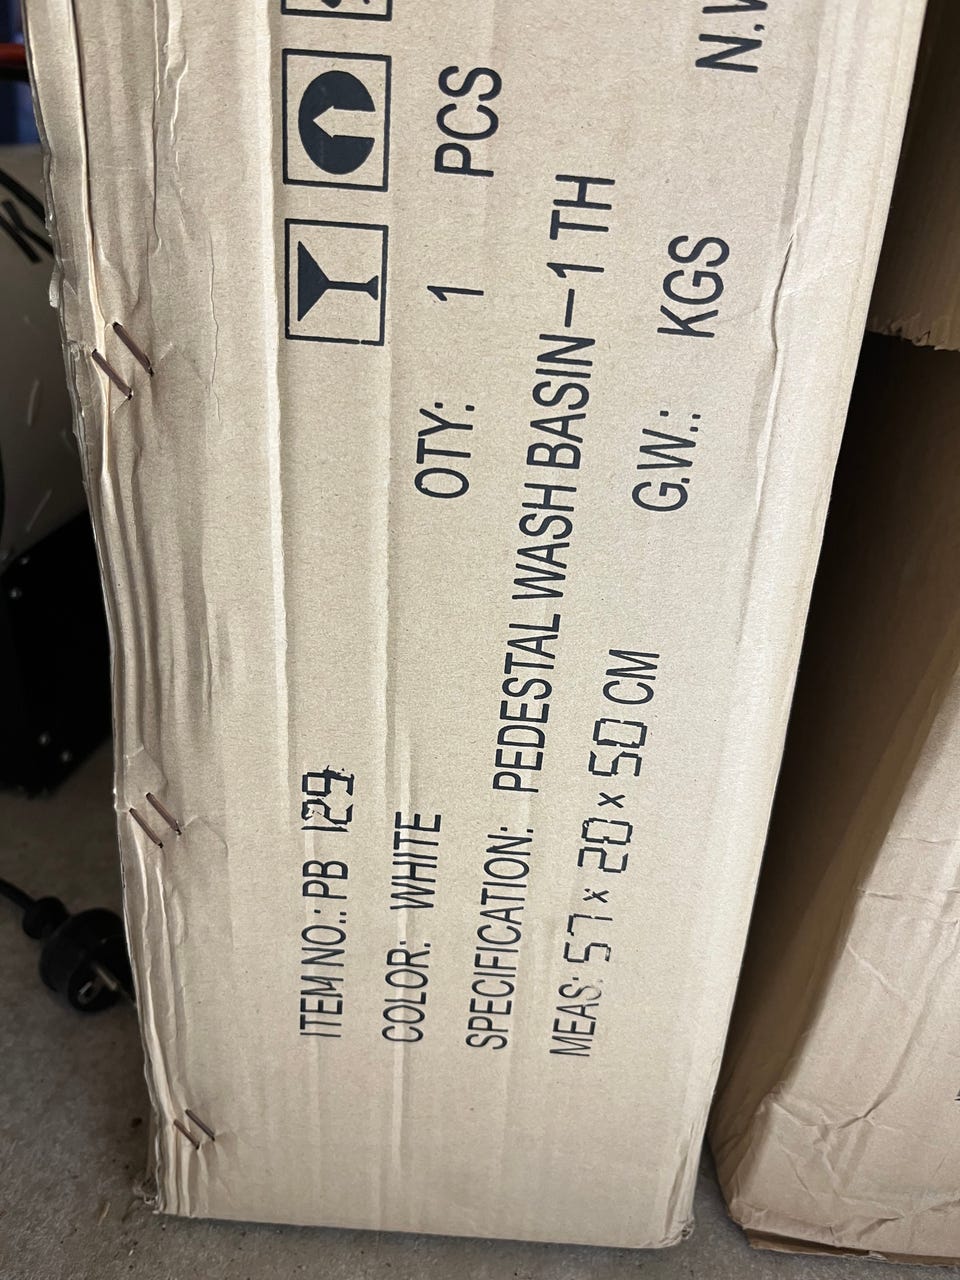 ITEM NO.: PB 129
COLOR: WHITE OTY: 1 PCS
SPECIFICATION: PEDESTAL WASH BASIN-1 TH
MEAS: 57 x 20 x 50 CM G.W.: KGS